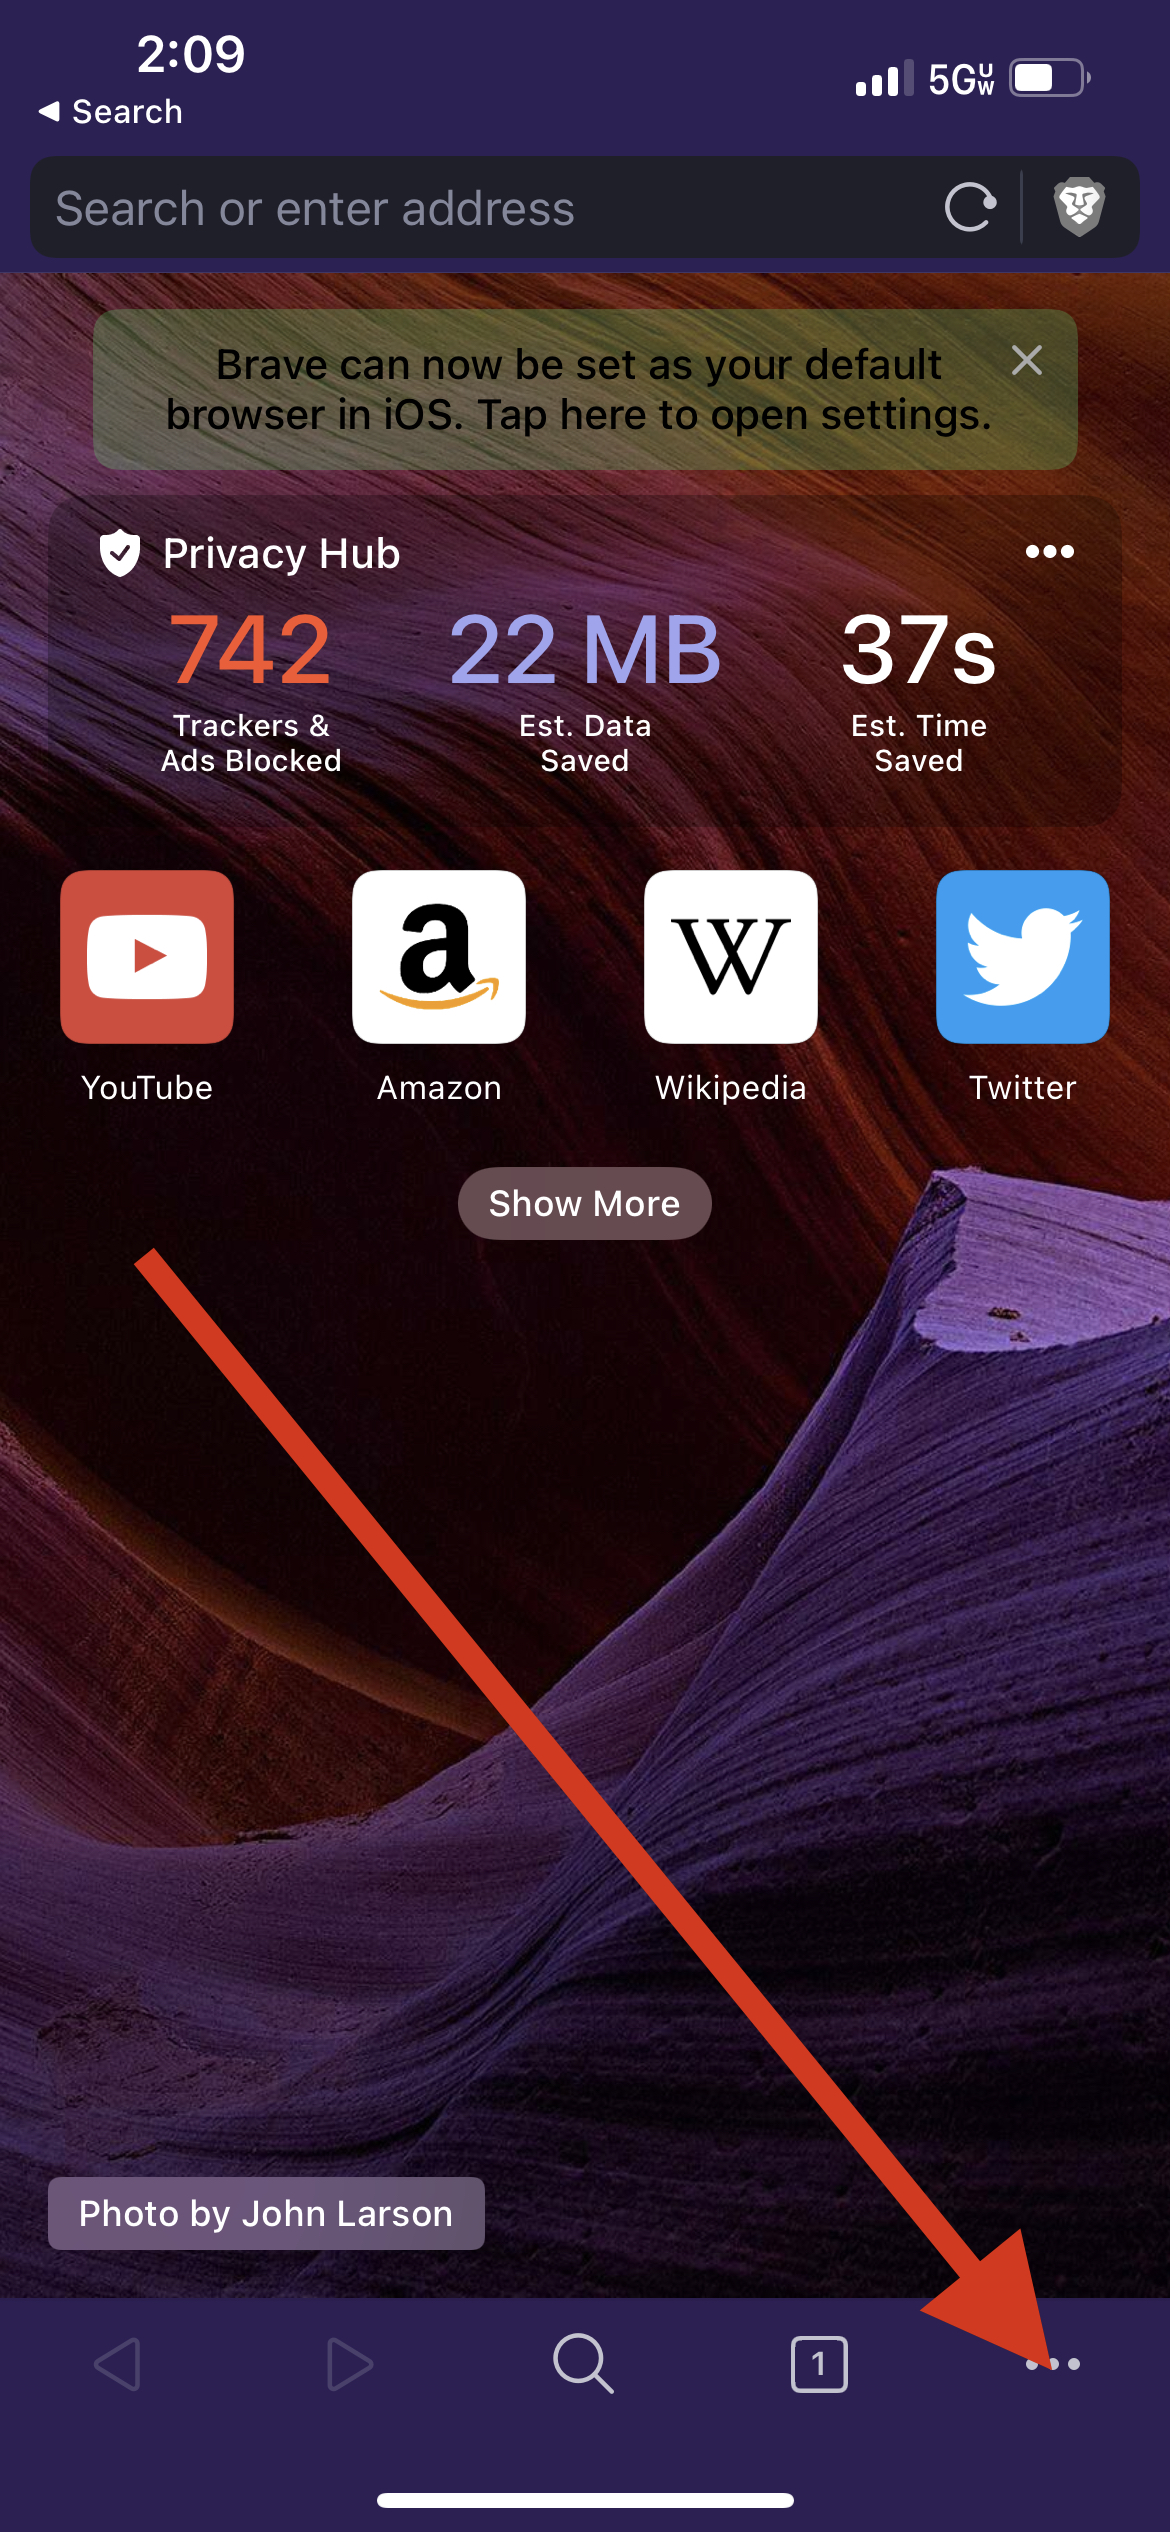 2:09
5G UW
Search
Search or enter address
Brave can now be set as your default
browser in iOS. Tap here to open settings.
Privacy Hub
742
Trackers &
Ads Blocked
22 MB
Est. Data
Saved
37s
Est. Time
Saved
a
W
YouTube
Amazon
Wikipedia
Twitter
Show More
Photo by John Larson
1